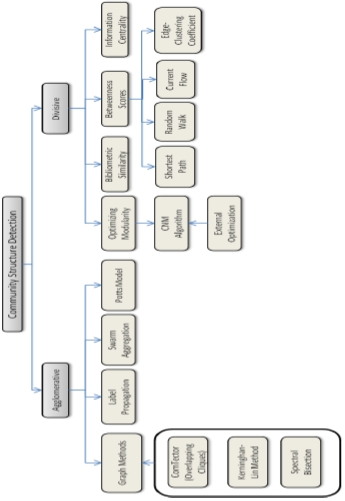 Community Structure Detection
Agglomerative
Divisive
Graph Methods
Label
Propagation
Swarm
Aggregation
Potts Model
Optimizing
Modularity
Bibliometric
Similarity
Betweenness
Scores
Information
Centrality
ComTector
(Overlapping
Cliques)
Kerninghan-
Lin Method
Spectral
Bisection
CNM
Algorithm
External
Optimization
Shortest
Path
Random
Walk
Current
Flow
Edge-
Clustering
Coefficient